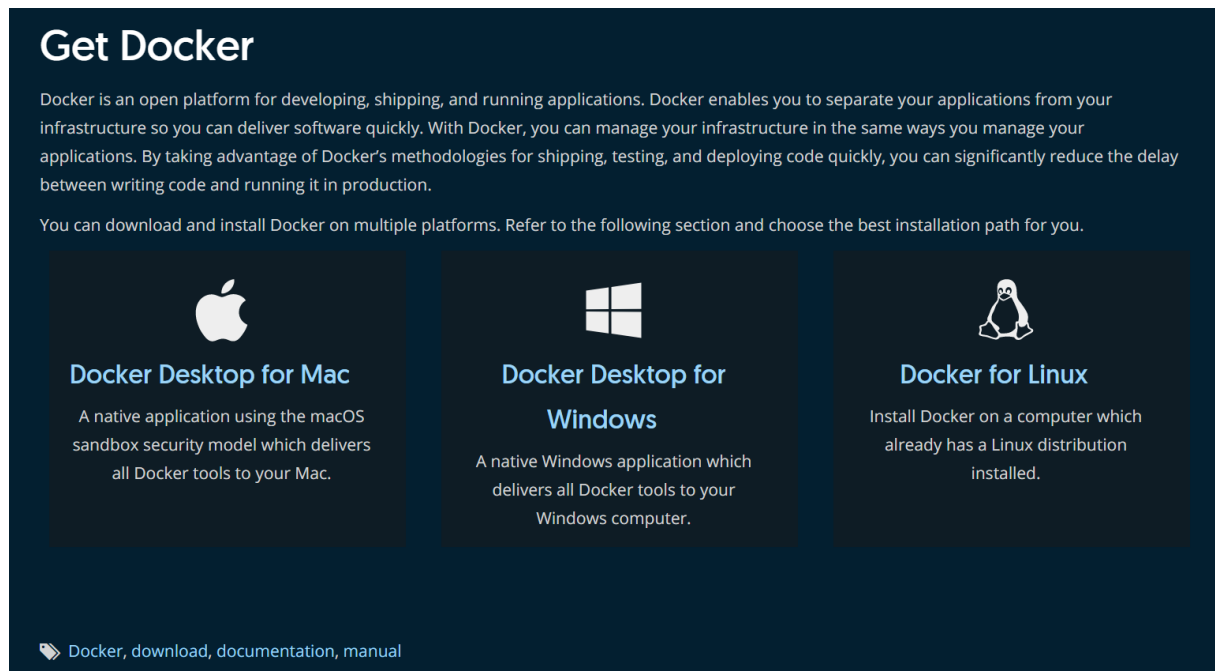 Get Docker
Docker is an open platform for developing, shipping, and running applications. Docker enables you to separate your applications from your
infrastructure so you can deliver software quickly. With Docker, you can manage your infrastructure in the same ways you manage your
applications. By taking advantage of Docker’s methodologies for shipping, testing, and deploying code quickly, you can significantly reduce the delay
between writing code and running it in production.
You can download and install Docker on multiple platforms. Refer to the following section and choose the best installation path for you.
Docker Desktop for Mac
A native application using the macOS
sandbox security model which delivers
all Docker tools to your Mac.
Docker Desktop for
Windows
A native Windows application which
delivers all Docker tools to your
Windows computer.
Docker for Linux
Install Docker on a computer which
already has a Linux distribution
installed.
Docker, download, documentation, manual